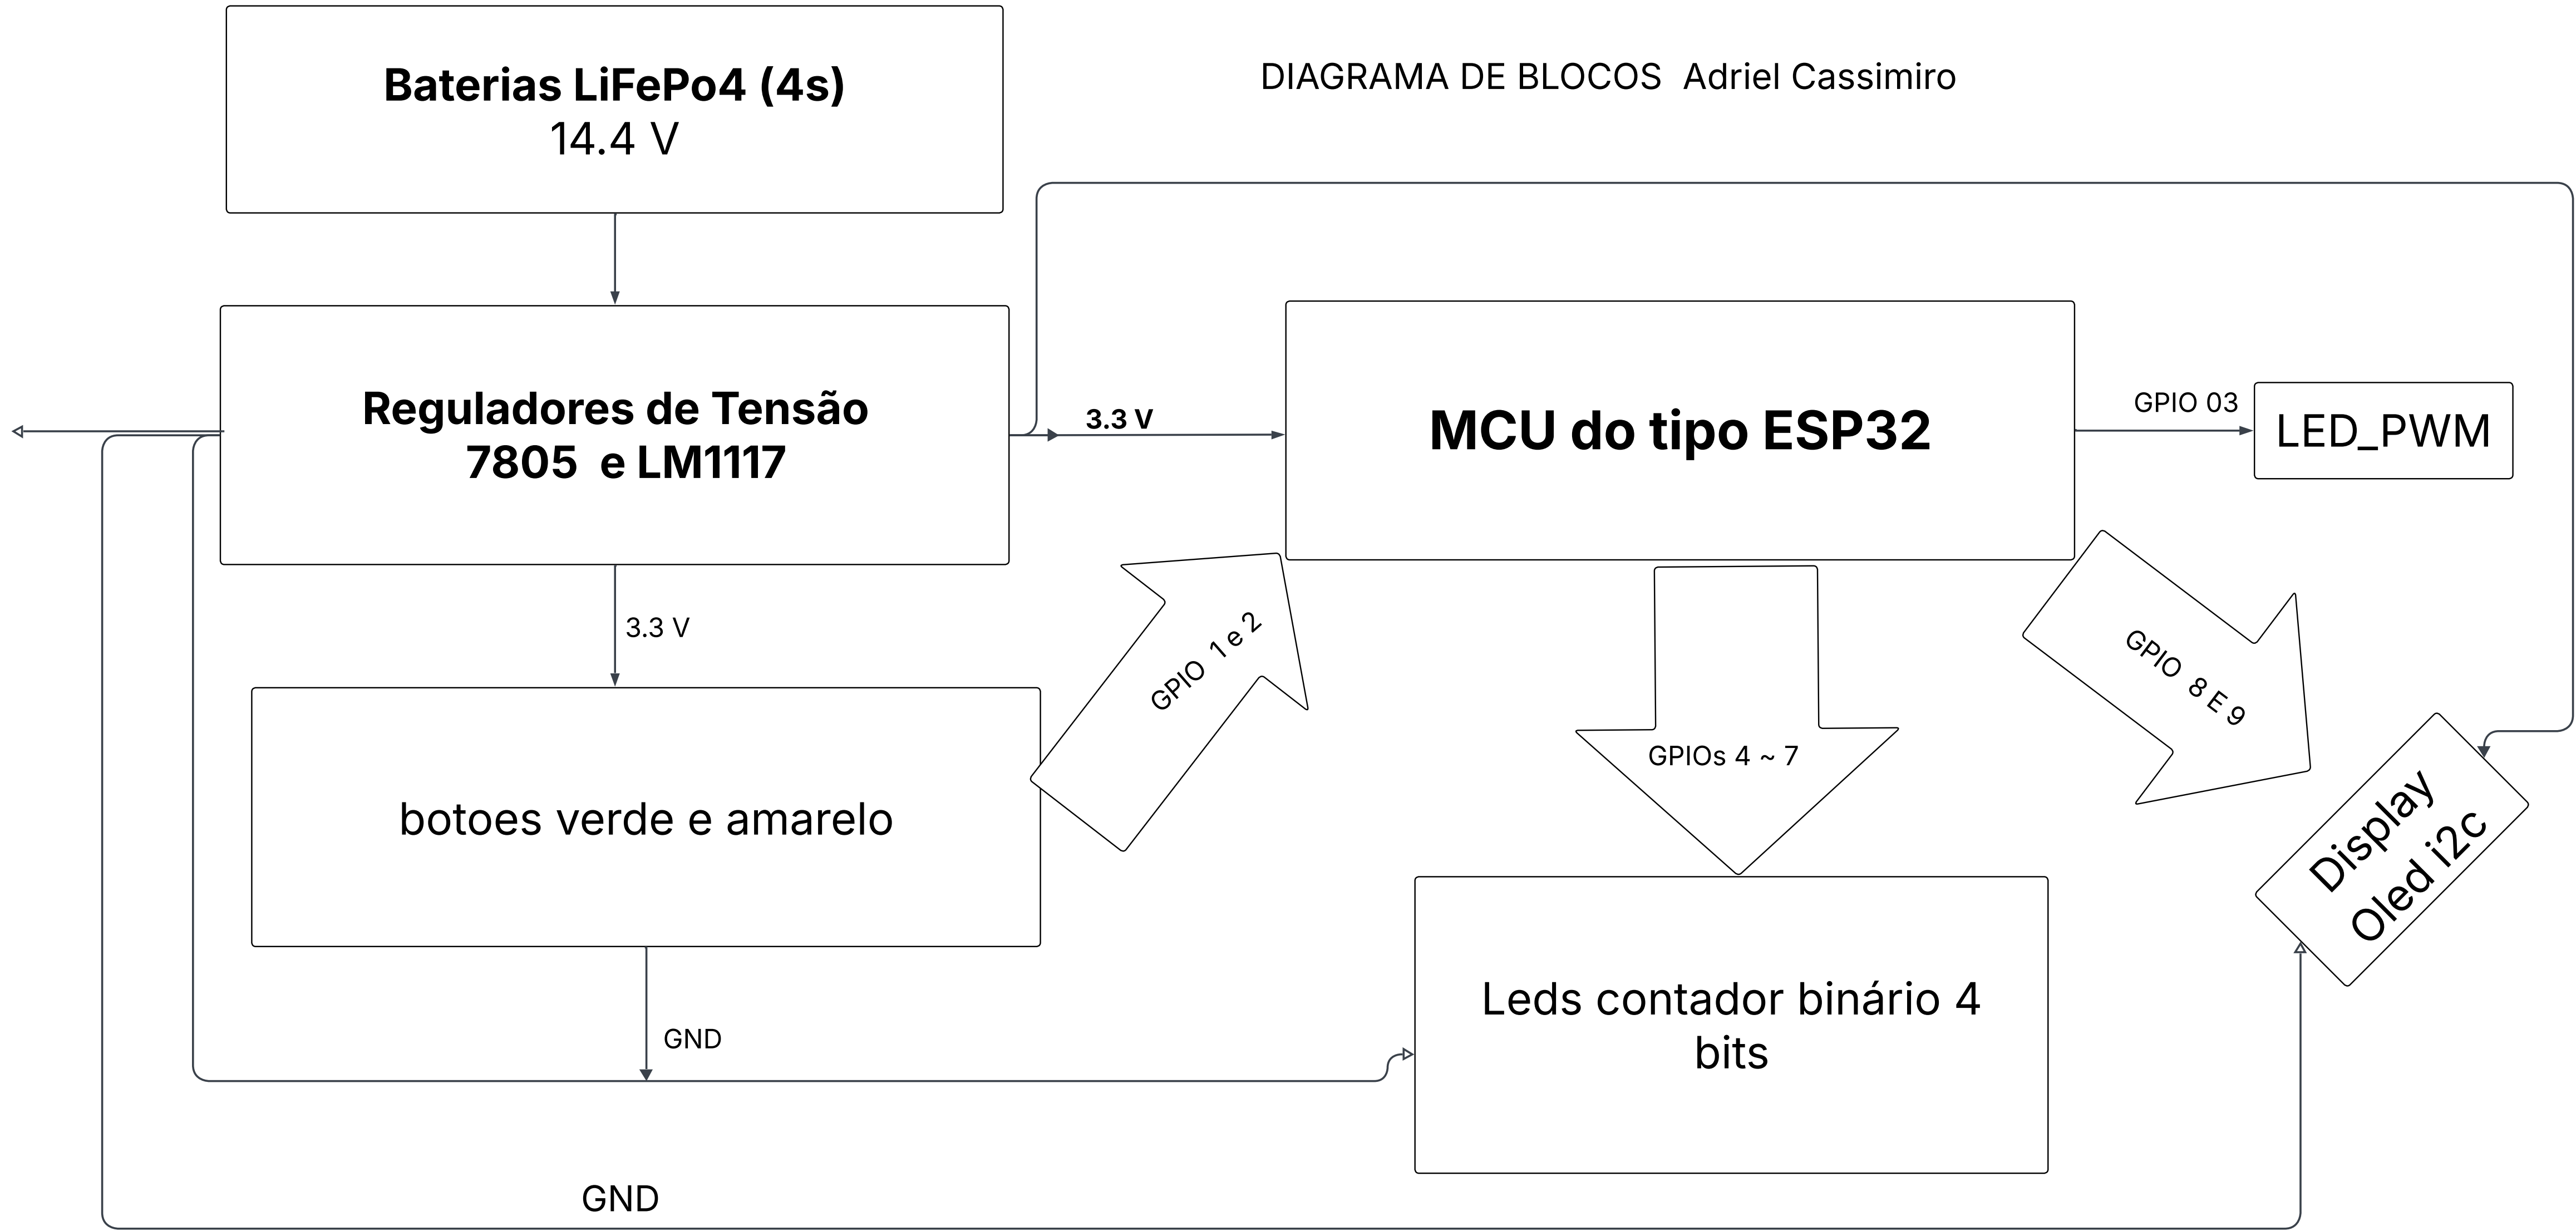 Baterias LiFePo4 (4s)
14.4 V
DIAGRAMA DE BLOCOS  Adriel Cassimiro
Reguladores de Tensão
7805  e LM1117
3.3 V
MCU do tipo ESP32
GPIO 03
LED_PWM
3.3 V
GPIO  1 e 2
GPIOs 4 ~ 7
GPIO  8 E 9
botoes verde e amarelo
Display
Oled i2c
Leds contador binário 4
bits
GND
GND